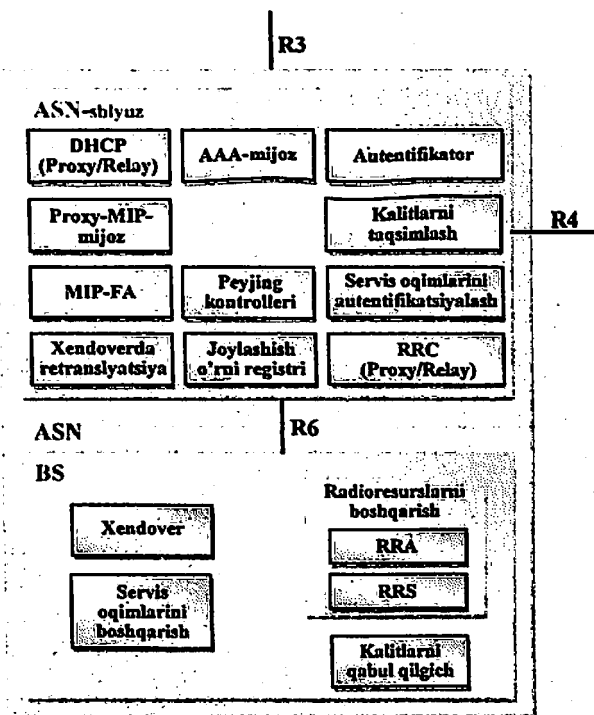 R3
ASN-shlyuz
DHCP
(Proxy/Relay)
AAA-mijoz
Autentifikator
Proxy-MIP-
mijoz
Kalitlarni
taqsimlash
R4
MIP-FA
Peyjing
kontrolleri
Servis oqimlarini
autentifikatsiyalash
Xendoverda
retranslyatsiya
Joylashish
o'rni registri
RRC
(Proxy/Relay)
ASN
R6
BS
Xendover
Radioresurslarni
boshqarish
RRA
RRS
Servis
oqimlarini
boshqarish
Kalitlarni
qabul qilgich